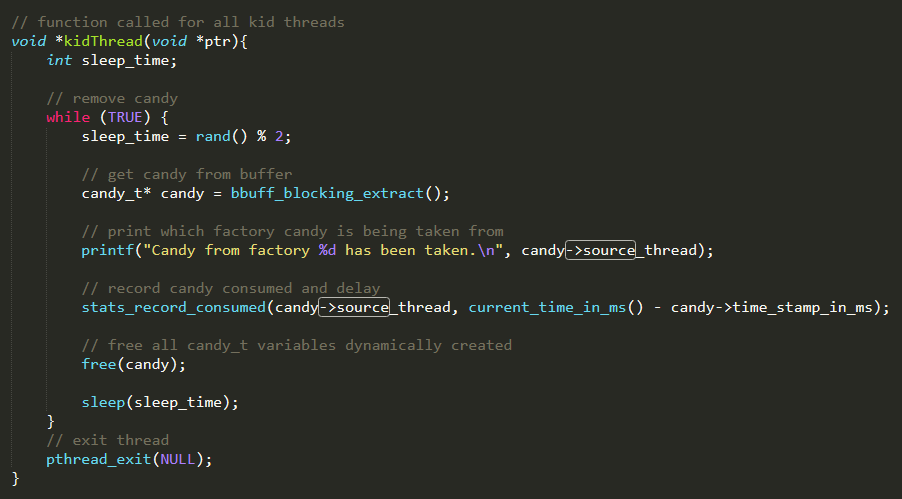 // function called for all kid threads
void *kidThread(void *ptr){
    int sleep_time;

    // remove candy
    while (TRUE) {
        sleep_time = rand() % 2;

        // get candy from buffer
        candy_t* candy = bbuff_blocking_extract();

        // print which factory candy is being taken from
        printf("Candy from factory %d has been taken.\n", candy->source_thread);

        // record candy consumed and delay
        stats_record_consumed(candy->source_thread, current_time_in_ms() - candy->time_stamp_in_ms);

        // free all candy_t variables dynamically created
        free(candy);

        sleep(sleep_time);
    }
    // exit thread
    pthread_exit(NULL);
}